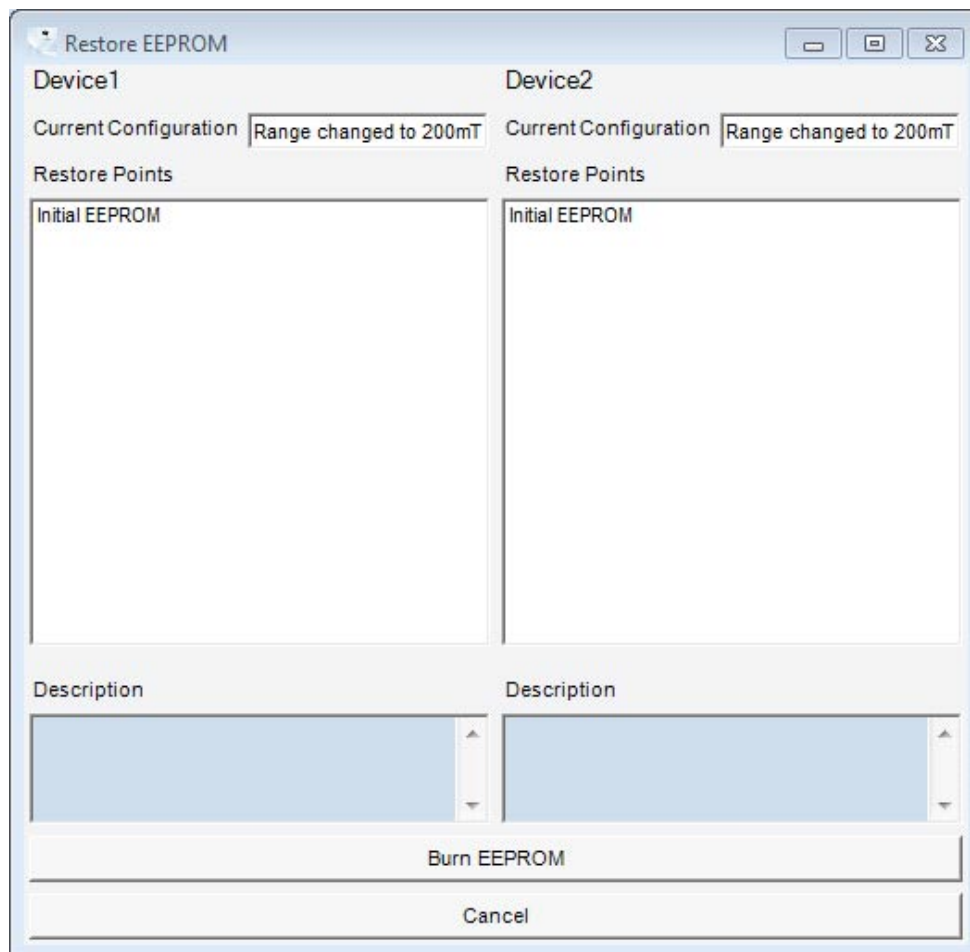 Restore EEPROM
Device1
Current Configuration Range changed to 200mT
Restore Points
Initial EEPROM
Description
Device2
Current Configuration Range changed to 200mT
Restore Points
Initial EEPROM
Description
Burn EEPROM
Cancel